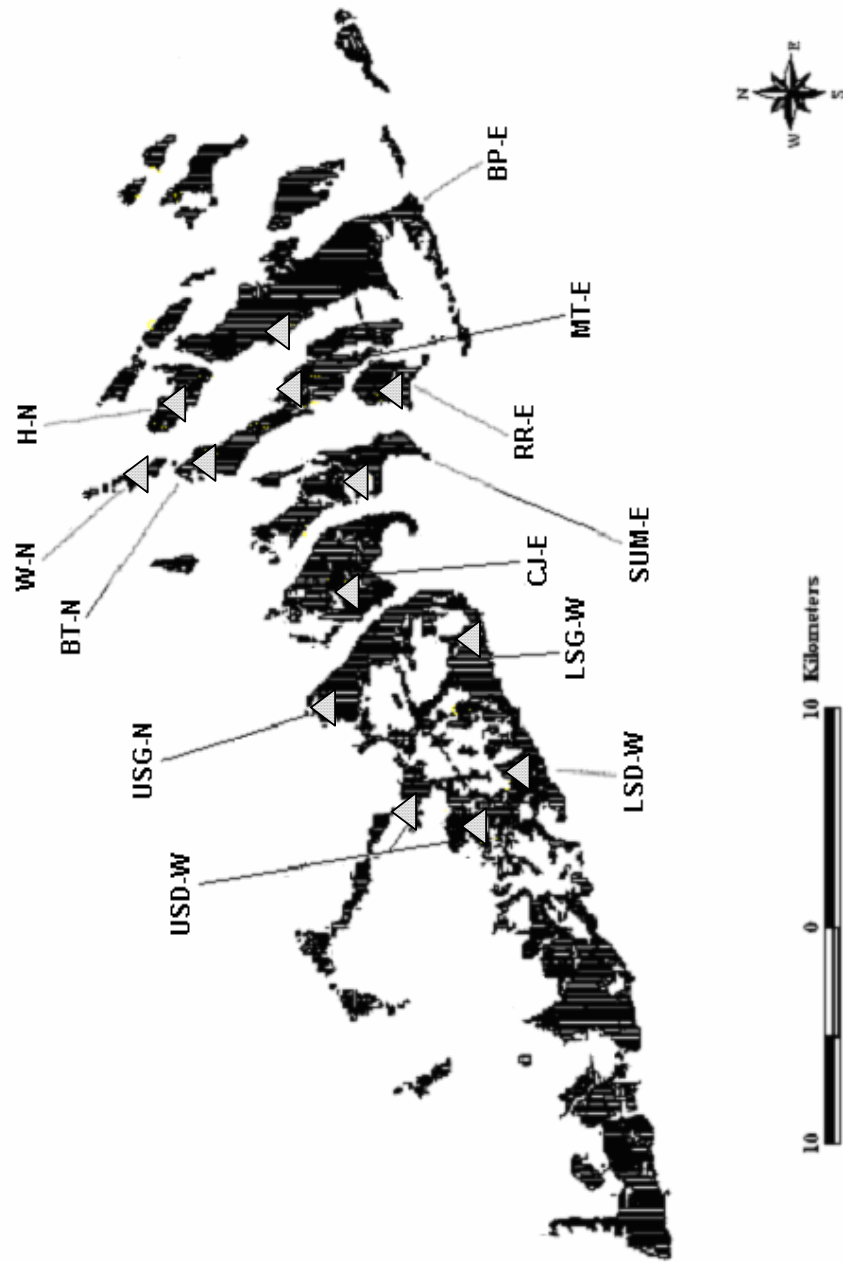 W-N
H-N
BT-N
USG-N
USD-W
BP-E
MT-E
RR-E
SUM-E
CJ-E
LSG-W
LSD-W
N
W
E
S
10 0 10 Kilometers